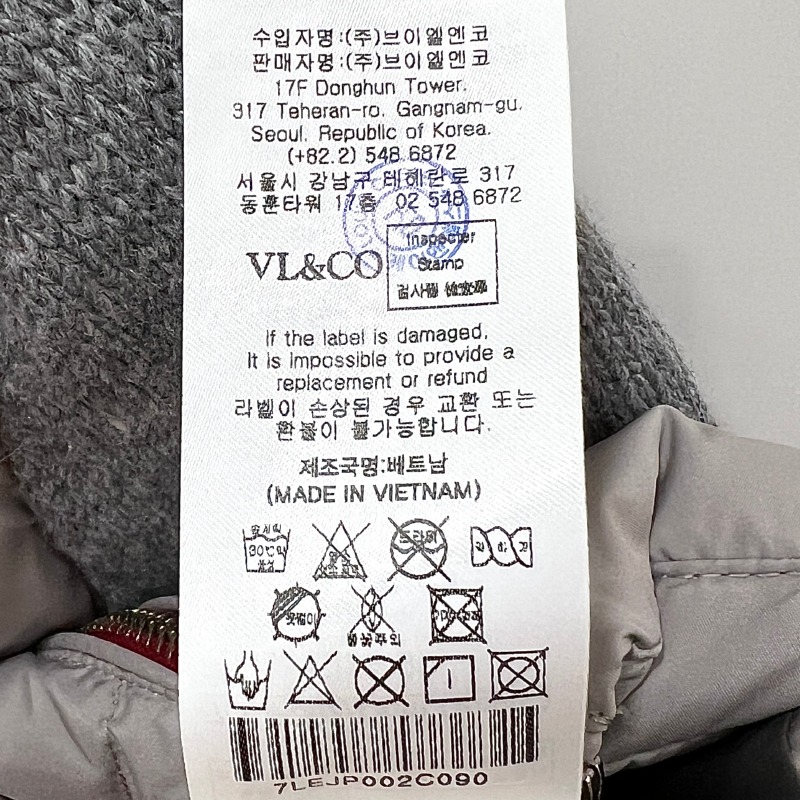 수입자명:(주)브이엘엔코
판매자명:(주)브이엘엔코
17F Donghun Tower.
317 Teheran-ro. Gangnam-gu.
Seoul. Republic of Korea.
(+82.2) 548 6872
서울시 강남구 테헤란로 317
동훈타워 17층 02 548 6872
VL&CO
Inspecter
Stamp
검사필
If the label is damaged,
It is impossible to provide a
replacement or refund
라벨이 손상된 경우 교환 또는
환불이 불가능합니다.
제조국명:베트남
(MADE IN VIETNAM)
30℃
드라이
7LEJP002C090